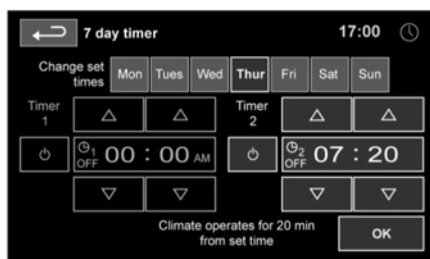 7 day timer 17:00
Change set times Mon Tues Wed Thur Fri Sat Sun
Timer 1 Timer 2
1 OFF 00 : 00 AM 2 OFF 07 : 20
Climate operates for 20 min
from set time
OK